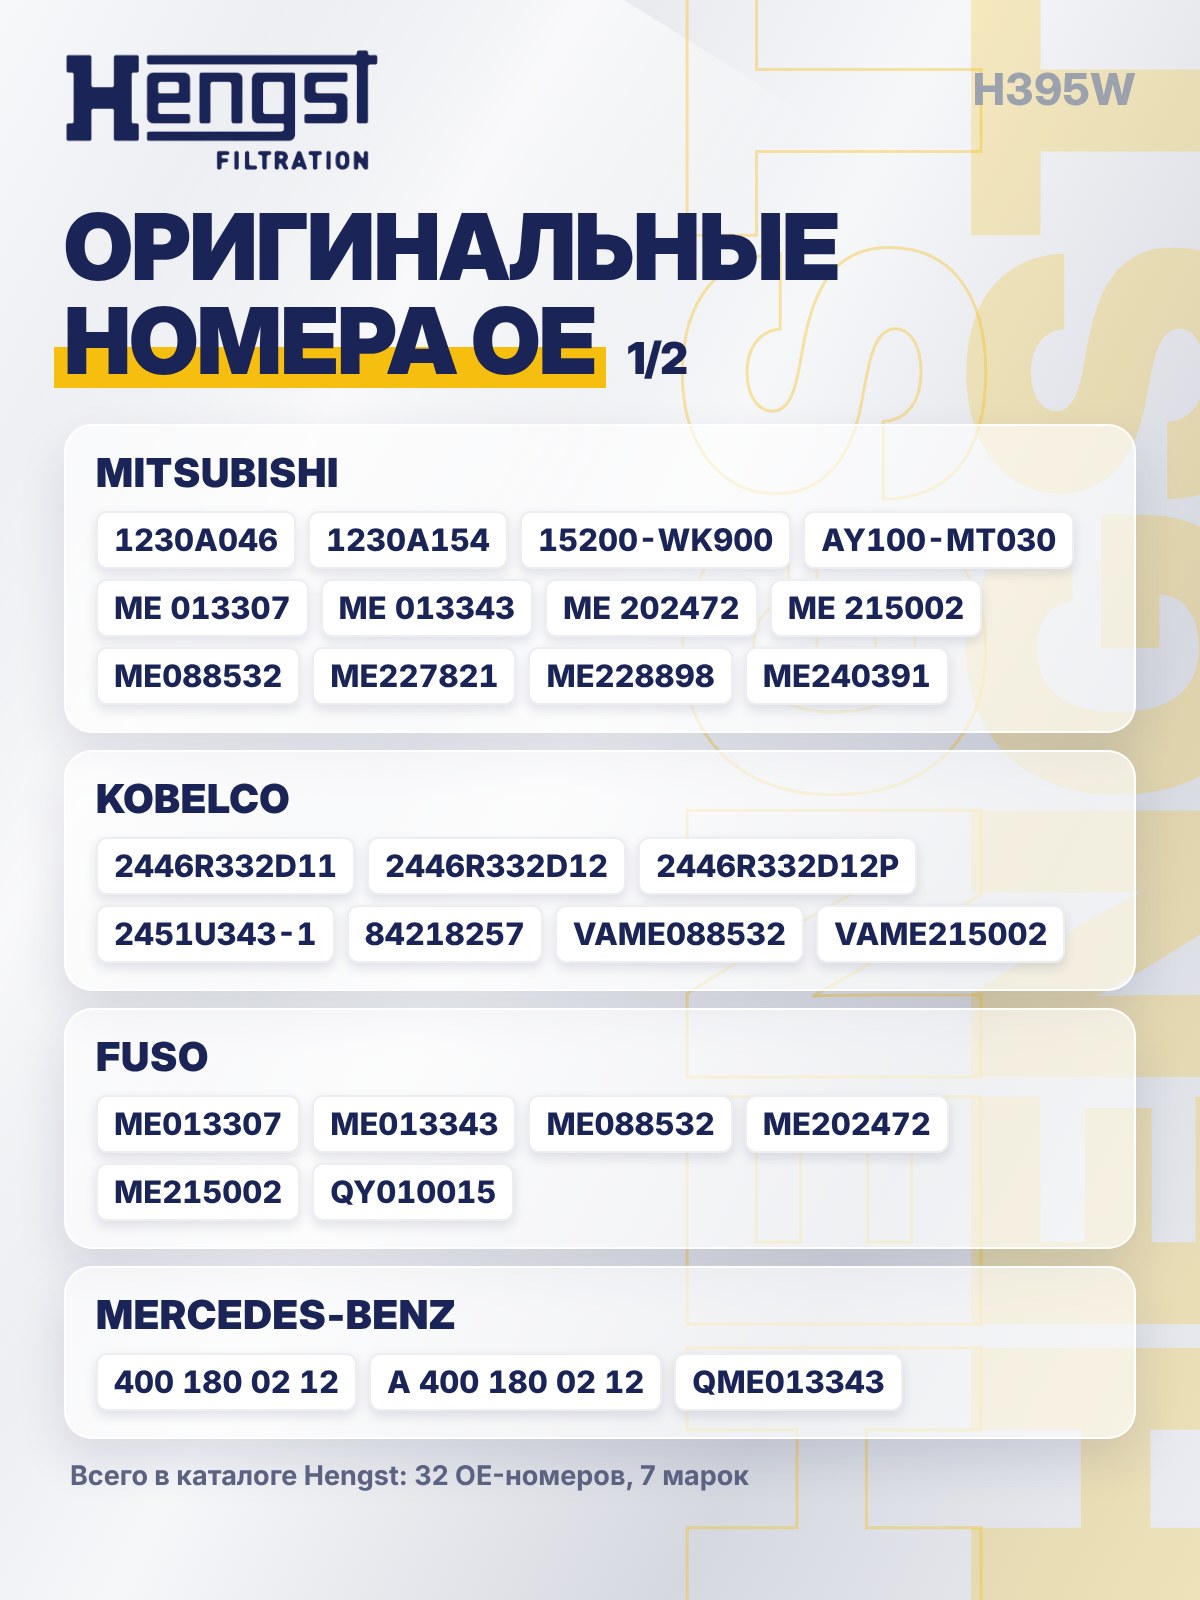 Hengst
FILTRATION
H395W
ОРИГИНАЛЬНЫЕ
НОМЕРА OE 1/2
MITSUBISHI
1230A046 1230A154 15200-WK900 AY100-MT030
ME 013307 ME 013343 ME 202472 ME 215002
ME088532 ME227821 ME228898 ME240391
KOBELCO
2446R332D11 2446R332D12 2446R332D12P
2451U343-1 84218257 VAME088532 VAME215002
FUSO
ME013307 ME013343 ME088532 ME202472
ME215002 QY010015
MERCEDES-BENZ
400 180 02 12 A 400 180 02 12 QME013343
Всего в каталоге Hengst: 32 OE-номеров, 7 марок
HENGST
HENGST